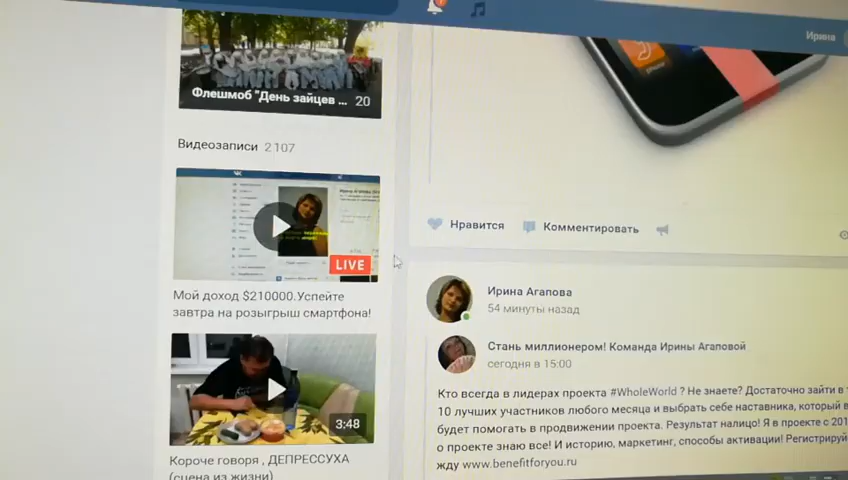 Ирина
Флешмоб "День зайцев ... 20
Видеозаписи 2 107
LIVE
Мой доход $210000.Успейте
завтра на розыгрыш смартфона!
3:48
Короче говоря , ДЕПРЕССУХА
(сцена из жизни)
Нравится
Комментировать
Ирина Агапова
54 минуты назад
Стань миллионером! Команда Ирины Агаповой
сегодня в 15:00
Кто всегда в лидерах проекта #WholeWorld ? Не знаете? Достаточно зайти в
10 лучших участников любого месяца и выбрать себе наставника, который
будет помогать в продвижении проекта. Результат налицо! Я в проекте с
о проекте знаю все! И историю, маркетинг, способы активации!
жду www.benefitforyou.ru